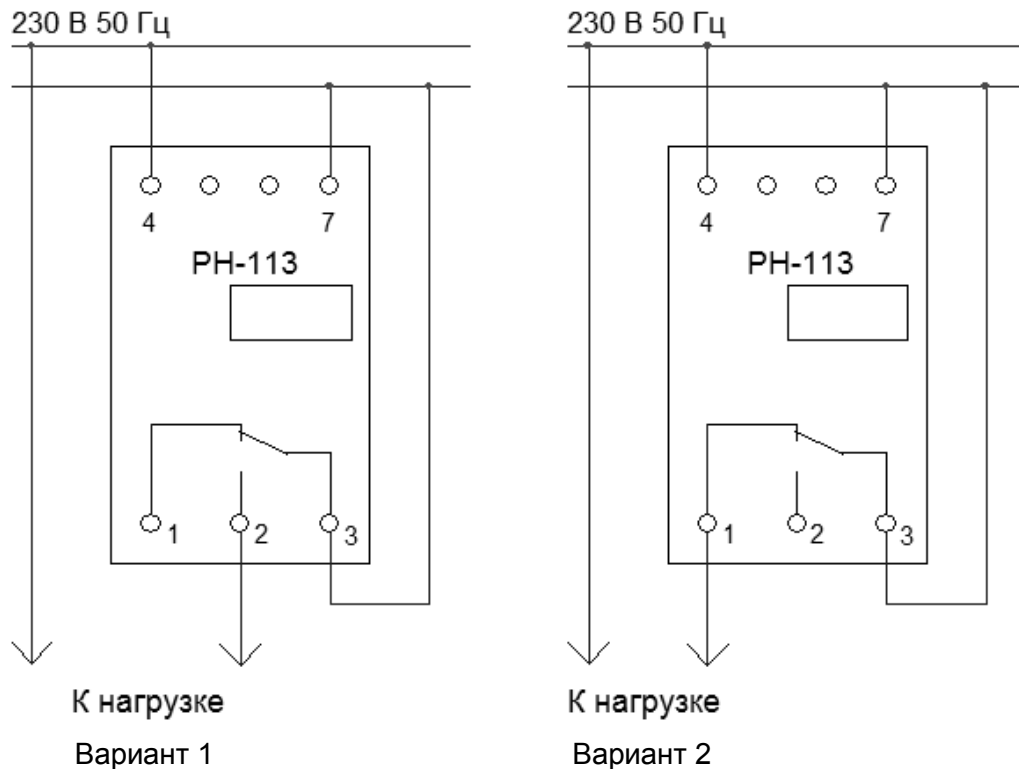 230 В 50 Гц
4
7
РН-113
1
2
3
К нагрузке
Вариант 1
230 В 50 Гц
4
7
РН-113
1
2
3
К нагрузке
Вариант 2